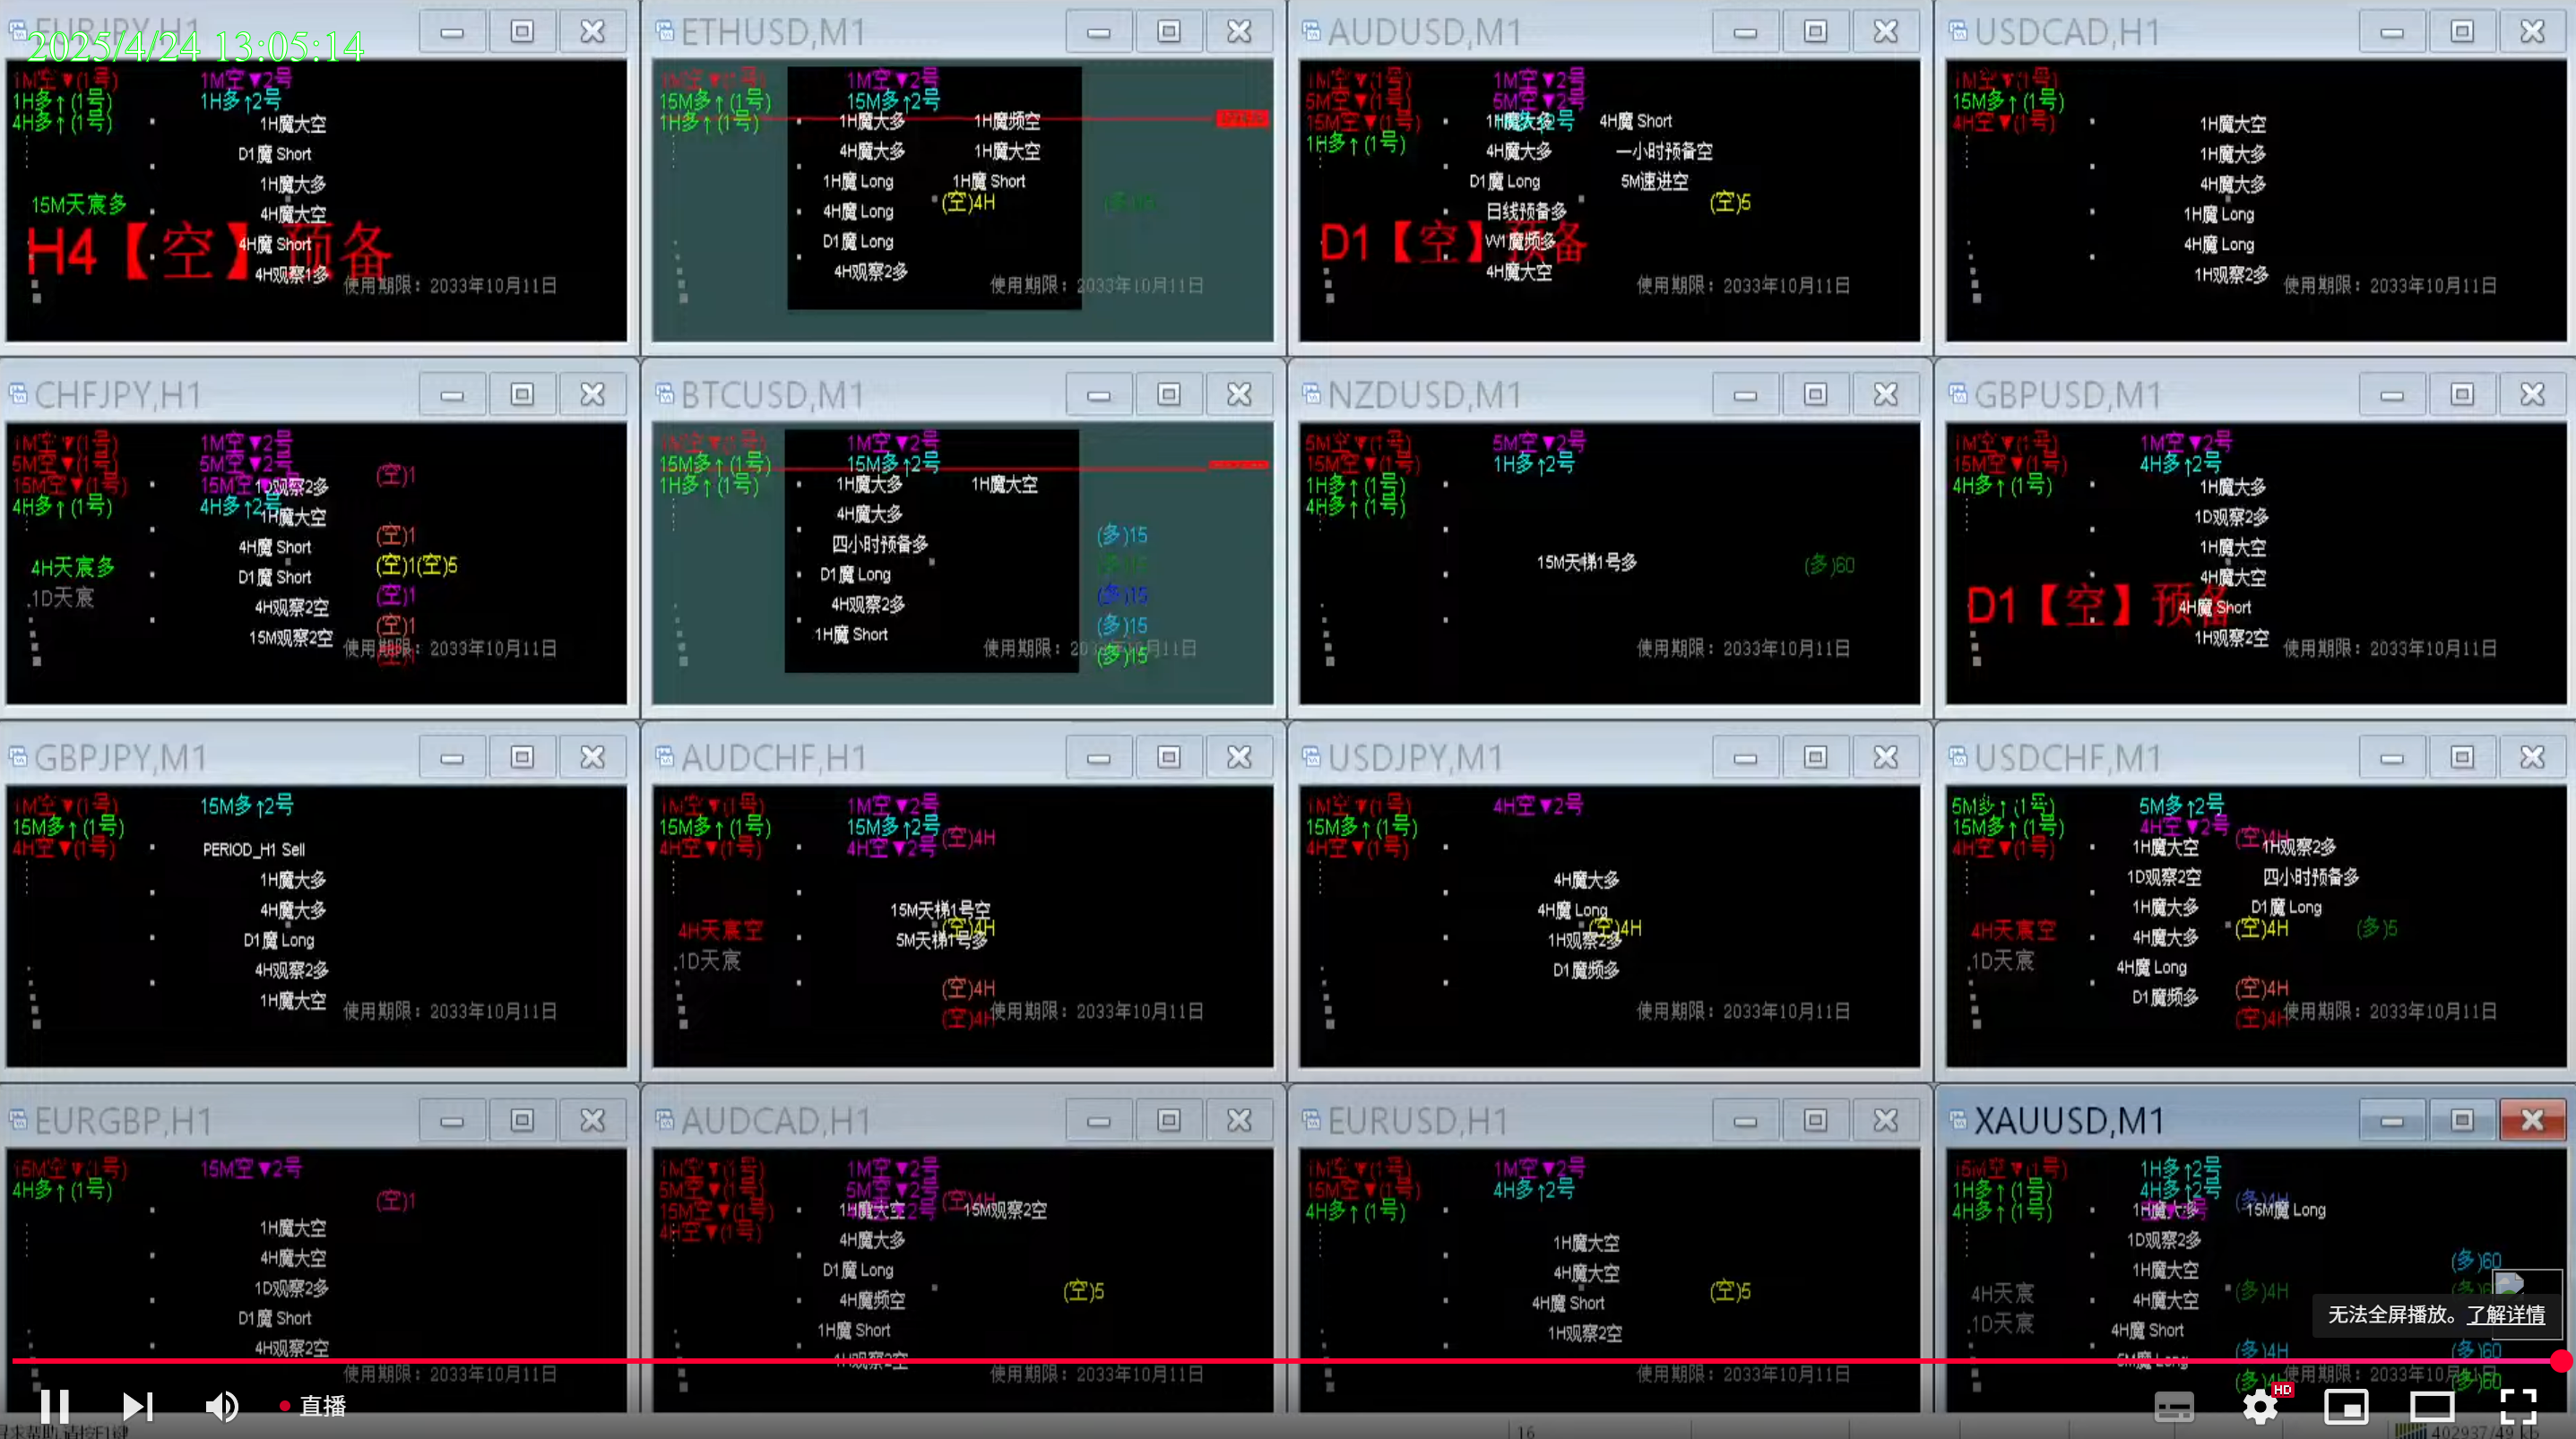 EURJPY,H1
2025/4/24 13:05:14
1M空▼(1号) 1M空▼2号
1H多↑(1号) 1H多↑2号
4H多↑(1号) 1H魔大空
D1魔 Short
1H魔大多
15M天宸多 4H魔大空
H4【空】预备 4H魔 Short
4H观察1多
使用期限：2033年10月11日
ETHUSD,M1
1M空▼(1号) 1M空▼2号
15M多↑(1号) 15M多↑2号
1H多↑(1号) 1H魔大多 1H魔频空
4H魔大多 1H魔大空
1H魔 Long 1H魔 Short
4H魔 Long (空)4H
D1魔 Long
4H观察2多
使用期限：2033年10月11日
AUDUSD,M1
1M空▼(1号) 1M空▼2号
5M空▼(1号) 5M空▼2号
15M空▼(1号) 4H魔 Short
1H多↑(1号) 4H魔大多 一小时预备空
D1魔 Long 5M速进空
日线预备多 (空)5
D1【空】预备 W1魔频多
4H魔大空
使用期限：2033年10月11日
USDCAD,H1
1M空▼(1号)
15M多↑(1号)
4H空▼(1号) 1H魔大空
1H魔大多
4H魔大多
1H魔 Long
4H魔 Long
1H观察2多
使用期限：2033年10月11日
CHFJPY,H1
1M空▼(1号) 1M空▼2号
5M空▼(1号) 5M空▼2号 (空)1
15M空▼(1号) 15M空 1D观察2多
4H多↑(1号) 4H多↑2号
1H魔大空 (空)1
4H魔 Short
4H天宸多 (空)1(空)5
D1魔 Short
1D天宸 (空)1
4H观察2空 (空)1
15M观察2空
使用期限：2033年10月11日
BTCUSD,M1
1M空▼(1号) 1M空▼2号
15M多↑(1号) 15M多↑2号
1H多↑(1号) 1H魔大多 1H魔大空
4H魔大多
四小时预备多 (多)15
D1魔 Long
4H观察2多 (多)15
1H魔 Short (多)15
(多)15
使用期限：2033年10月11日
NZDUSD,M1
5M空▼(1号) 5M空▼2号
15M空▼(1号) 1H多↑2号
1H多↑(1号)
4H多↑(1号)
15M天梯1号多 (多)60
使用期限：2033年10月11日
GBPUSD,M1
1M空▼(1号) 1M空▼2号
15M空▼(1号) 4H多↑2号
4H多↑(1号) 1H魔大多
1D观察2多
1H魔大空
4H魔大空
D1【空】预备 4H魔 Short
1H观察2空
使用期限：2033年10月11日
GBPJPY,M1
1M空▼(1号) 15M多↑2号
15M多↑(1号)
4H空▼(1号) PERIOD_H1 Sell
1H魔大多
4H魔大多
D1魔 Long
4H观察2多
1H魔大空
使用期限：2033年10月11日
AUDCHF,H1
1M空▼(1号) 1M空▼2号
15M多↑(1号) 15M多↑2号
4H空▼(1号) 4H空▼2号 (空)4H
15M天梯1号空
4H天宸空 (空)4H
5M天梯1号多
1D天宸
(空)4H
(空)4H
使用期限：2033年10月11日
USDJPY,M1
1M空▼(1号) 4H空▼2号
15M多↑(1号)
4H空▼(1号)
4H魔大多
4H魔 Long
(空)4H
1H观察2多
D1魔频多
使用期限：2033年10月11日
USDCHF,M1
5M多↑(1号) 5M多↑2号
15M多↑(1号) 4H空▼2号 (空)4H
4H空▼(1号) 1H魔大空 1H观察2多
1D观察2空 四小时预备多
1H魔大多 D1魔 Long
4H天宸空 4H魔大多 (空)4H (多)5
1D天宸 4H魔 Long
D1魔频多 (空)4H
(空)4H
使用期限：2033年10月11日
EURGBP,H1
15M空▼(1号) 15M空▼2号
4H多↑(1号) (空)1
1H魔大空
4H魔大空
1D观察2多
D1魔 Short
4H观察2空
使用期限：2033年10月11日
AUDCAD,H1
1M空▼(1号) 1M空▼2号
5M空▼(1号) 5M空▼2号 (空)4H
15M空▼(1号) 1H魔大空 15M观察2空
4H空▼(1号) 4H魔大多
D1魔 Long
4H魔频空 (空)5
1H魔 Short
1H观察2空
使用期限：2033年10月11日
EURUSD,H1
1M空▼(1号) 1M空▼2号
15M空▼(1号) 4H多↑2号
4H多↑(1号)
1H魔大空
4H魔大空
4H魔 Short (空)5
1H观察2空
使用期限：2033年10月11日
XAUUSD,M1
15M空▼(1号) 1H多↑2号
1H多↑(1号) 4H多↑2号 (多)4H
4H多↑(1号) 1H魔大多 15M魔 Long
1D观察2多
1H魔大空 (多)60
4H天宸 4H魔大空 (多)4H
1D天宸 4H魔 Short
5M魔 Long (多)4H (多)60
(多)60
使用期限：2033年10月11日
无法全屏播放。了解详情
直播
HD
寻求帮助,请按F1键
16
402937/49 kb